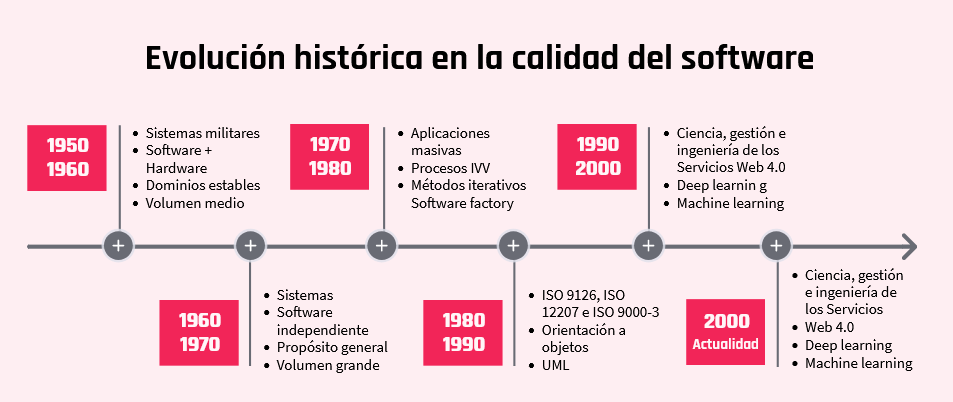 Evolución histórica en la calidad del software
1950
1960
• Sistemas militares
• Software +
Hardware
• Dominios estables
• Volumen medio
1960
1970
• Sistemas
• Software
independiente
• Propósito general
• Volumen grande
1970
1980
• Aplicaciones
masivas
• Procesos IVV
• Métodos iterativos
Software factory
1980
1990
• ISO 9126, ISO
12207 e ISO 9000-3
• Orientación a
objetos
• UML
1990
2000
• Ciencia, gestión e
ingeniería de los
Servicios Web 4.0
• Deep learnin g
• Machine learning
2000
Actualidad
• Ciencia, gestión
e ingeniería de
los Servicios
• Web 4.0
• Deep learning
• Machine learning